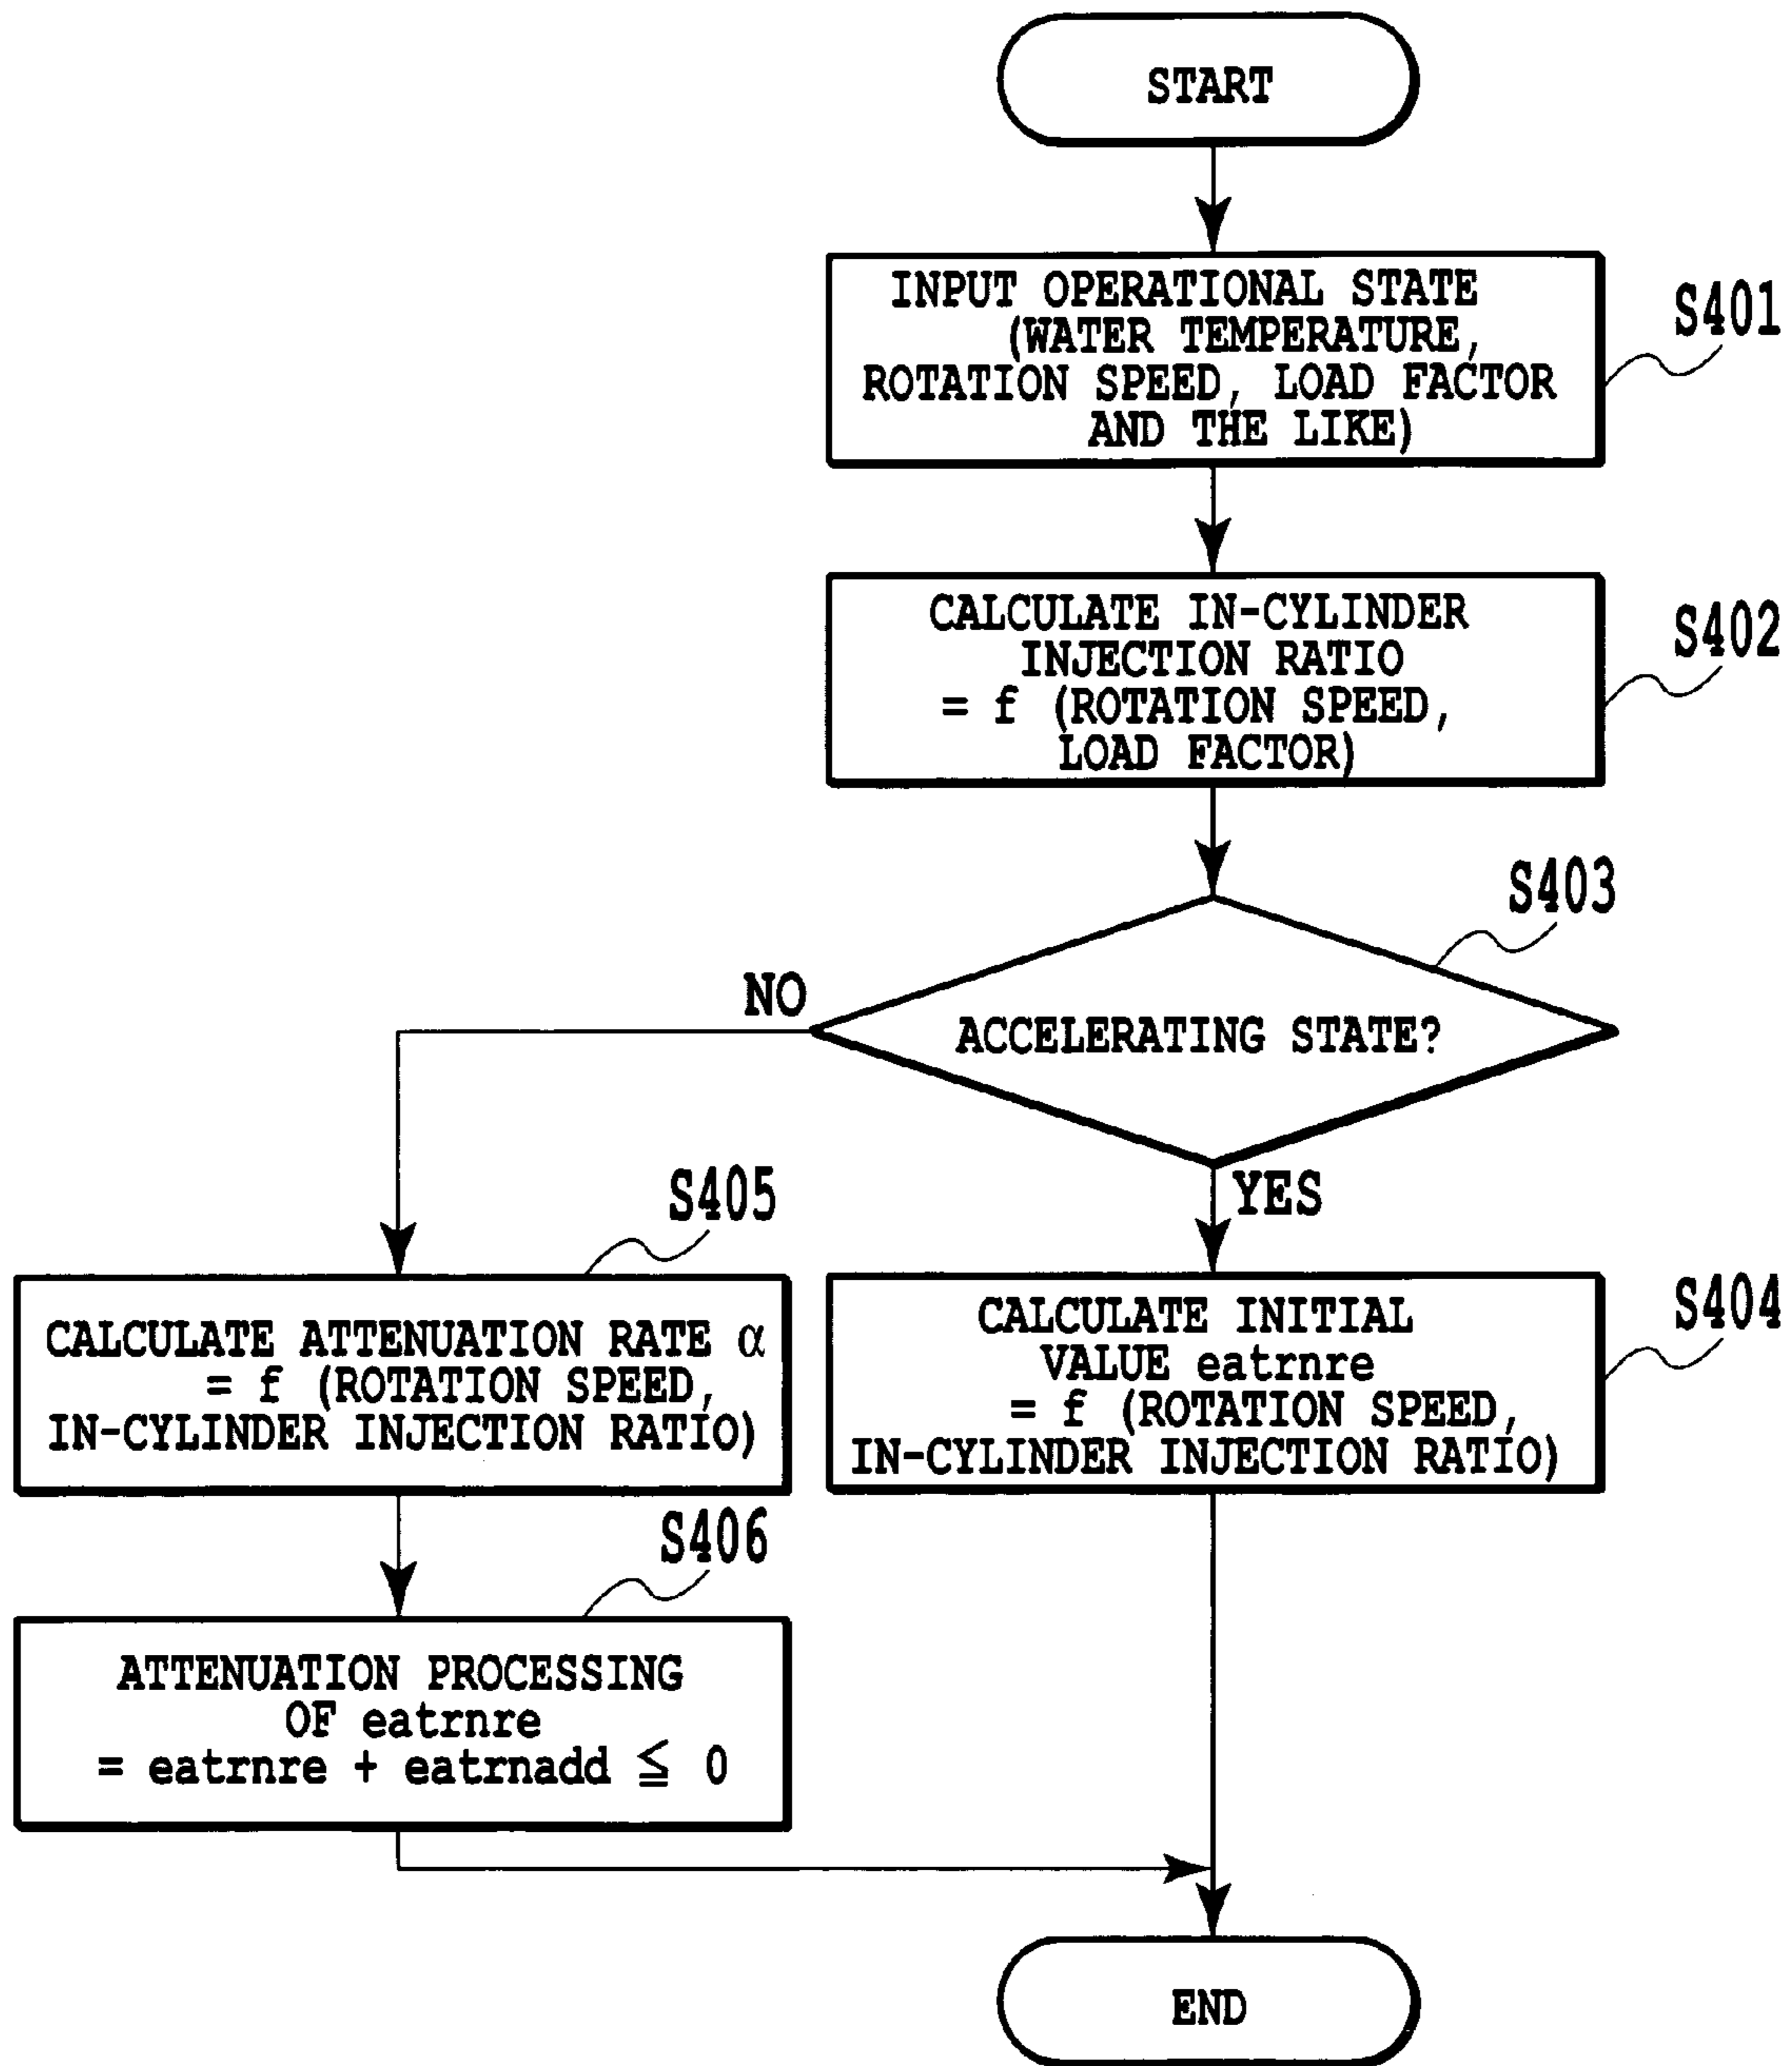 START
INPUT OPERATIONAL STATE
(WATER TEMPERATURE,
ROTATION SPEED, LOAD FACTOR
AND THE LIKE)
S401
CALCULATE IN-CYLINDER
INJECTION RATIO
= f (ROTATION SPEED,
LOAD FACTOR)
S402
S403
ACCELERATING STATE?
NO
YES
S405
CALCULATE ATTENUATION RATE α
= f (ROTATION SPEED,
IN-CYLINDER INJECTION RATIO)
CALCULATE INITIAL
VALUE eatrnre
= f (ROTATION SPEED,
IN-CYLINDER INJECTION RATIO)
S404
S406
ATTENUATION PROCESSING
OF eatrnre
= eatrnre + eatrnadd ≦ 0
END